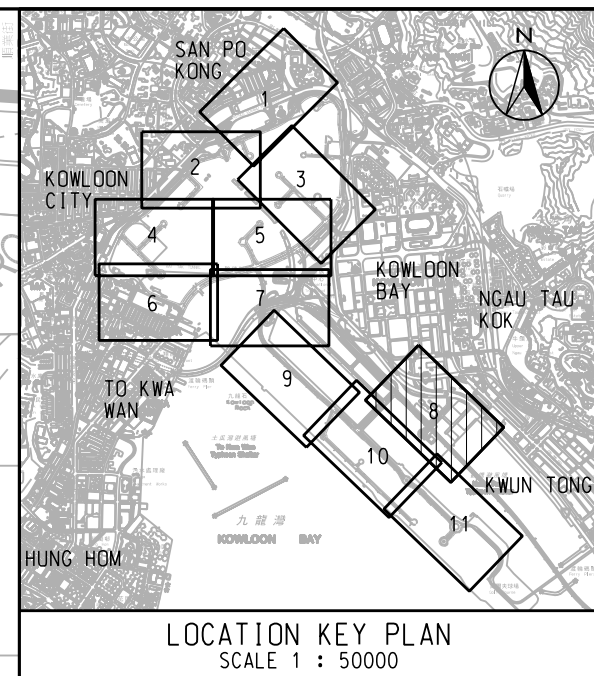 N
SAN PO
KONG
1
2
3
KOWLOON
CITY
4
5
KOWLOON
BAY
6
7
NGAU TAU
KOK
9
TO KWA
WAN
8
10
KWUN TONG
11
九龍灣
KOWLOON BAY
HUNG HOM
LOCATION KEY PLAN
SCALE 1 : 50000